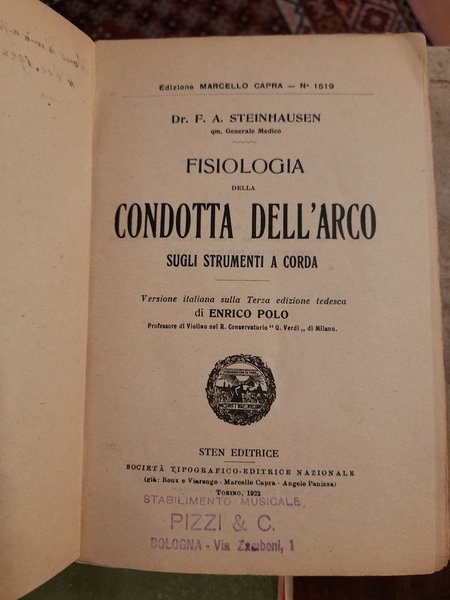 Edizione MARCELLO CAPRA — Nº 1519
Dr. F. A. STEINHAUSEN
qm. Generale Medico
FISIOLOGIA
DELLA
CONDOTTA DELL'ARCO
SUGLI STRUMENTI A CORDA
Versione italiana sulla Terza edizione tedesca
di ENRICO POLO
Professore di Violino nel R. Conservatorio “ G. Verdi „ di Milano.
STEN EDITRICE
SOCIETÀ TIPOGRAFICO-EDITRICE NAZIONALE
(già: Roux e Viarengo - Marcello Capra - Angelo Panizza)
TORINO, 1922
STABILIMENTO MUSICALE
PIZZI & C.
BOLOGNA - Via Zamboni, 1